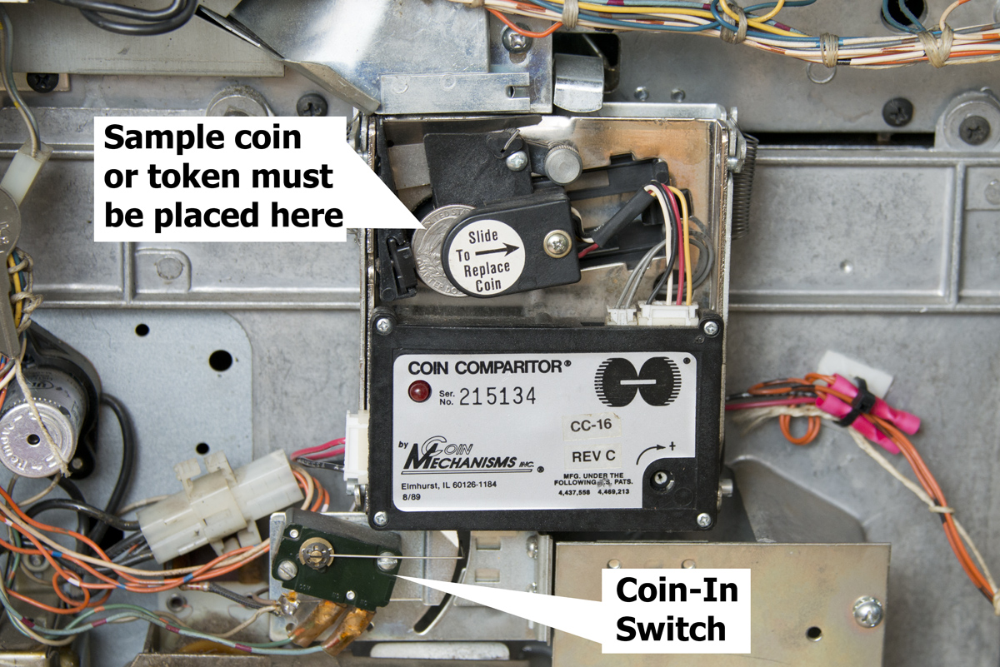 Sample coin
or token must
be placed here
Slide
To
Replace
Coin
COIN COMPARITOR®
®
Ser.
No. 215134
CC-16
REV C
by
COIN
MECHANISMS INC. ®
Elmhurst, IL 60126-1184
8/89
+
MFG. UNDER THE
FOLLOWING U.S. PATS.
4,437,558 4,469,213
Coin-In
Switch